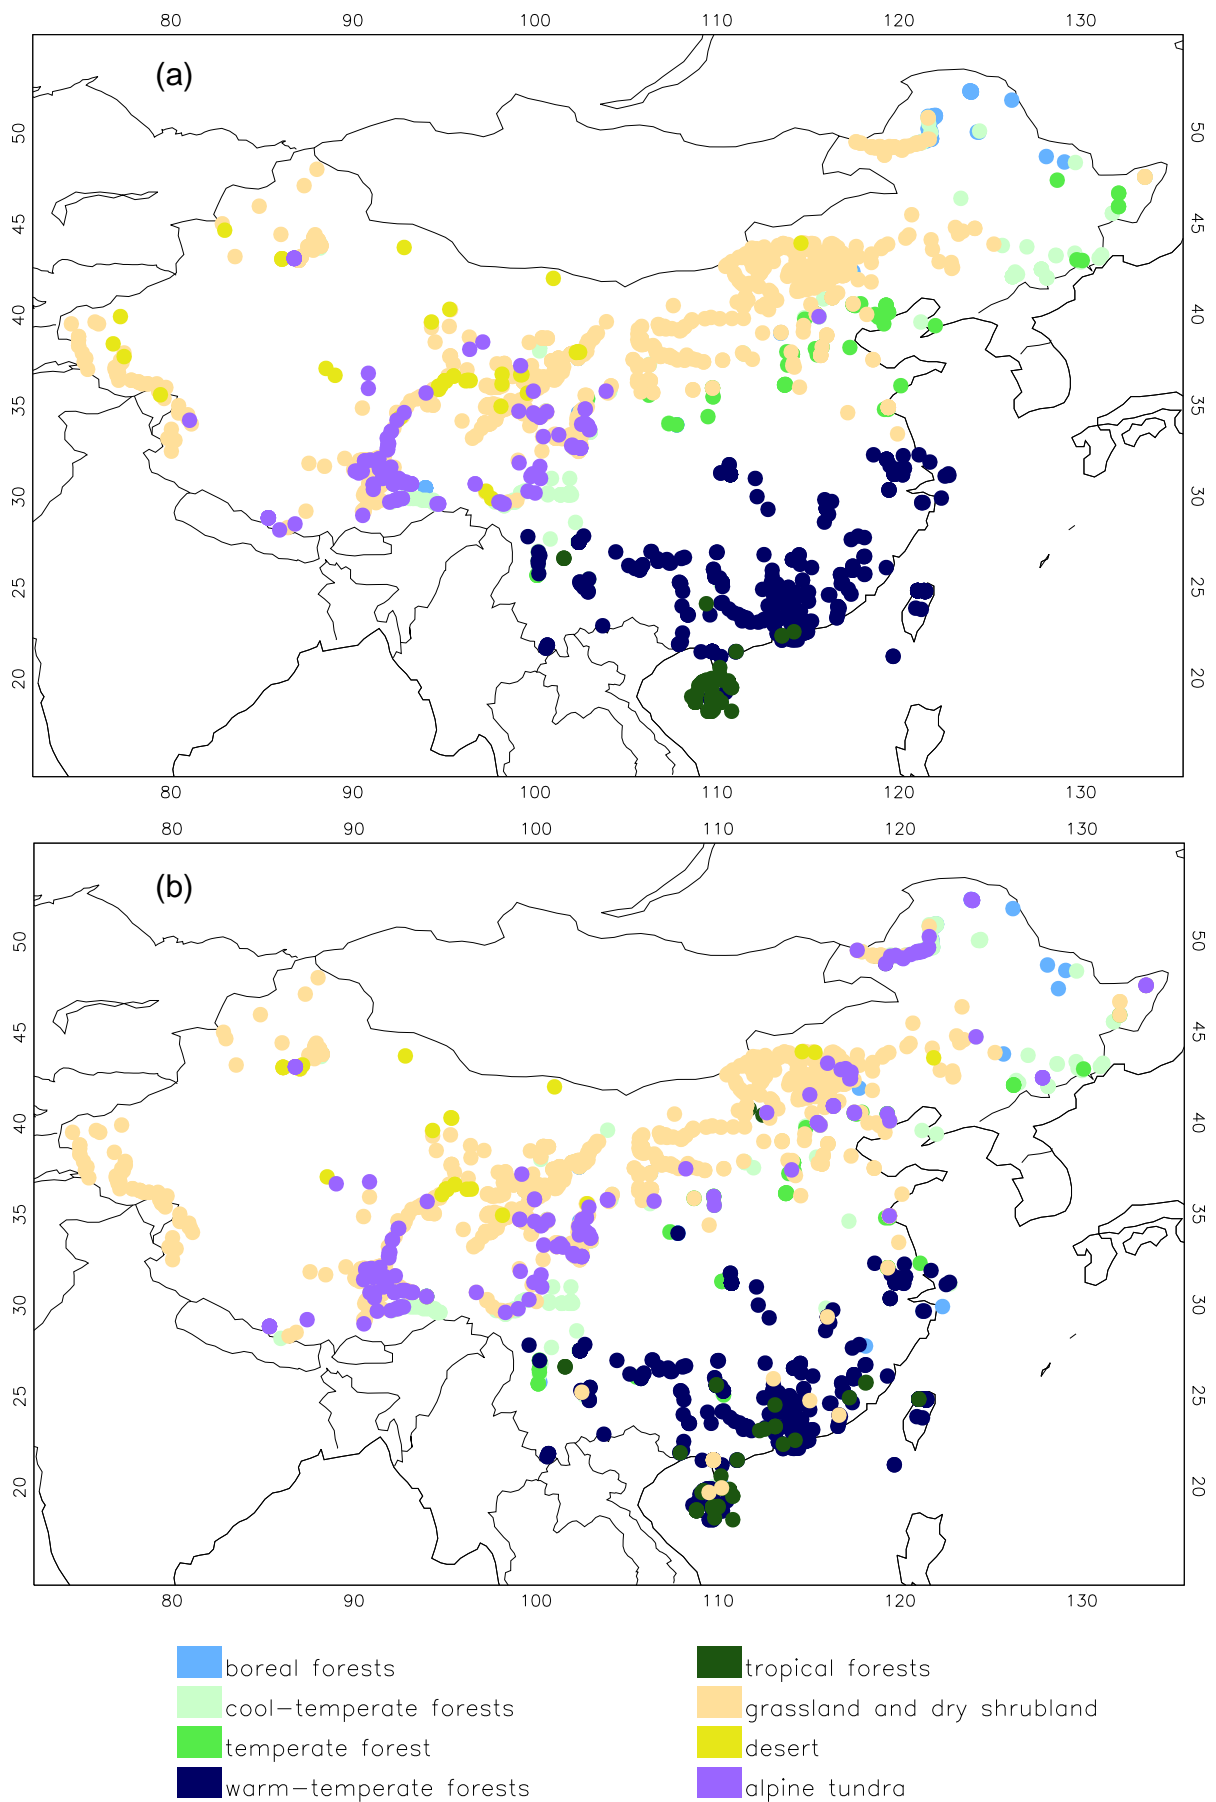 80 90 100 110 120 130
(a)
50 50
45 45
40 40
35 35
30 30
25 25
20 20
80 90 100 110 120 130
80 90 100 110 120 130
(b)
50 50
45 45
40 40
35 35
30 30
25 25
20 20
80 90 100 110 120 130
boreal forests
cool-temperate forests
temperate forest
warm-temperate forests
tropical forests
grassland and dry shrubland
desert
alpine tundra